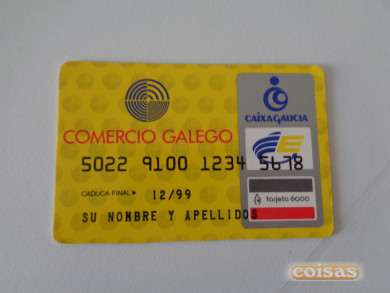 CAIXAGALICIA
COMERCIO GALEGO
5022 9100 1234 5678
CADUCA FINAL▶ 12/99
tarjeta 6000
SU NOMBRE Y APELLIDOS
coisas